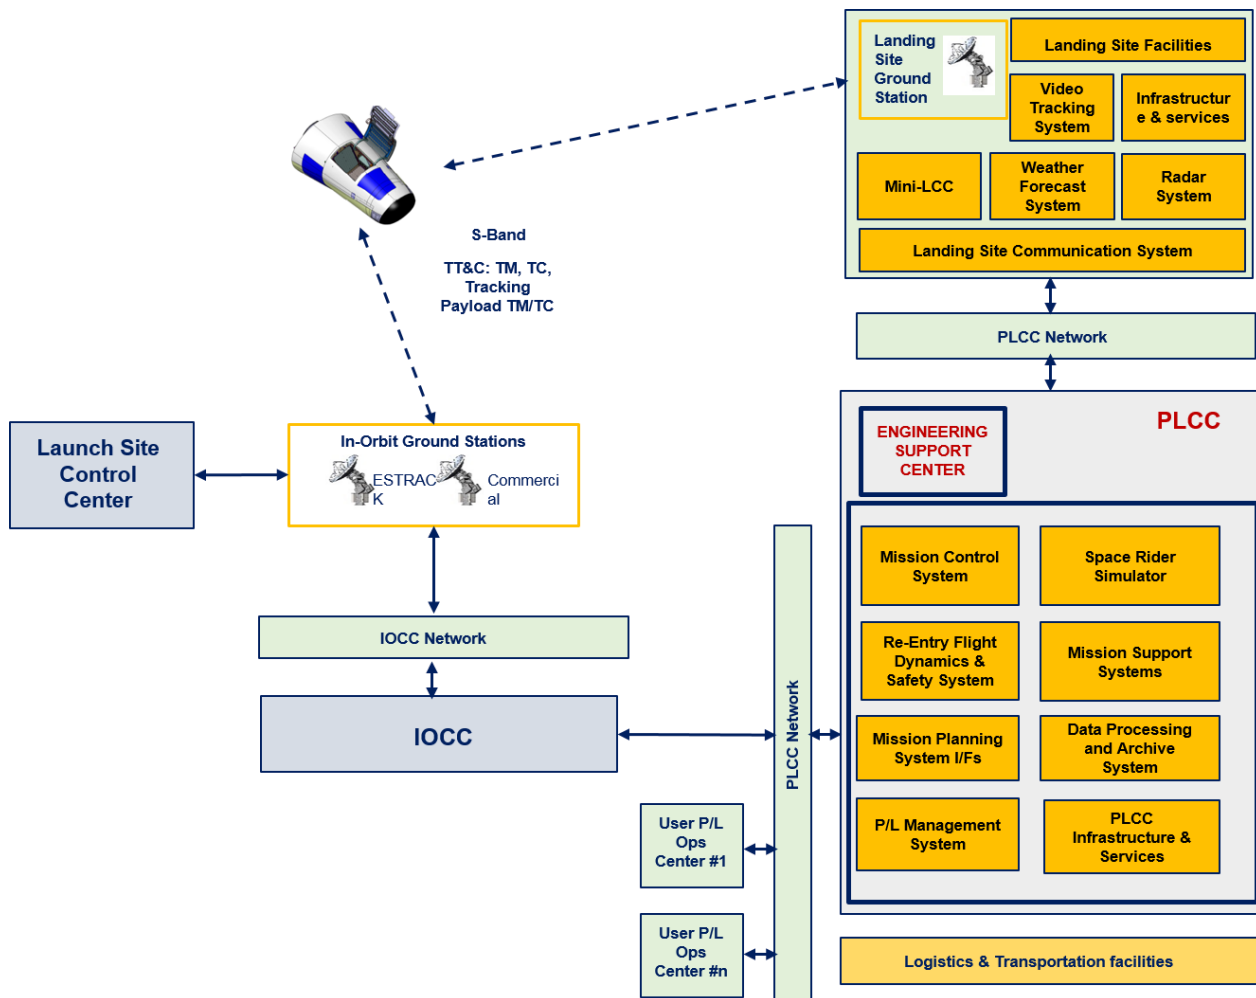 Landing
Site
Ground
Station
Landing Site Facilities
Video
Tracking
System
Infrastructur
e & services
Mini-LCC
Weather
Forecast
System
Radar
System
Landing Site Communication System
S-Band
TT&C: TM, TC,
Tracking
Payload TM/TC
PLCC Network
Launch Site
Control
Center
In-Orbit Ground Stations
ESTRAC
K
Commerci
al
IOCC Network
IOCC
PLCC Network
User P/L
Ops
Center #1
User P/L
Ops
Center #n
PLCC
ENGINEERING
SUPPORT
CENTER
Mission Control
System
Space Rider
Simulator
Re-Entry Flight
Dynamics &
Safety System
Mission Support
Systems
Mission Planning
System I/Fs
Data Processing
and Archive
System
P/L Management
System
PLCC
Infrastructure &
Services
Logistics & Transportation facilities